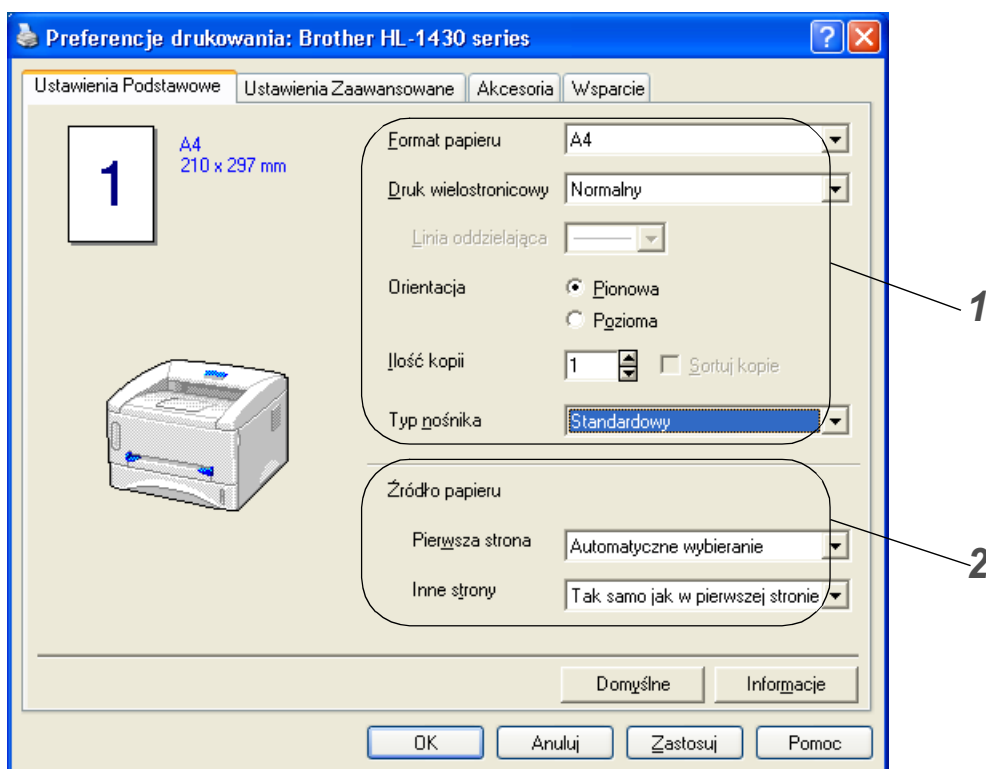 Preferencje drukowania: Brother HL-1430 series
Ustawienia Podstawowe Ustawienia Zaawansowane Akcesoria Wsparcie
1
A4
210 x 297 mm
Format papieru A4
Druk wielostronicowy Normalny
Linia oddzielająca
Orientacja Pionowa
Pozioma
Ilość kopii 1 Sortuj kopie
Typ nośnika Standardowy
1
Źródło papieru
Pierwsza strona Automatyczne wybieranie
Inne strony Tak samo jak w pierwszej stronie
2
Domyślne Informacje
OK Anuluj Zastosuj Pomoc